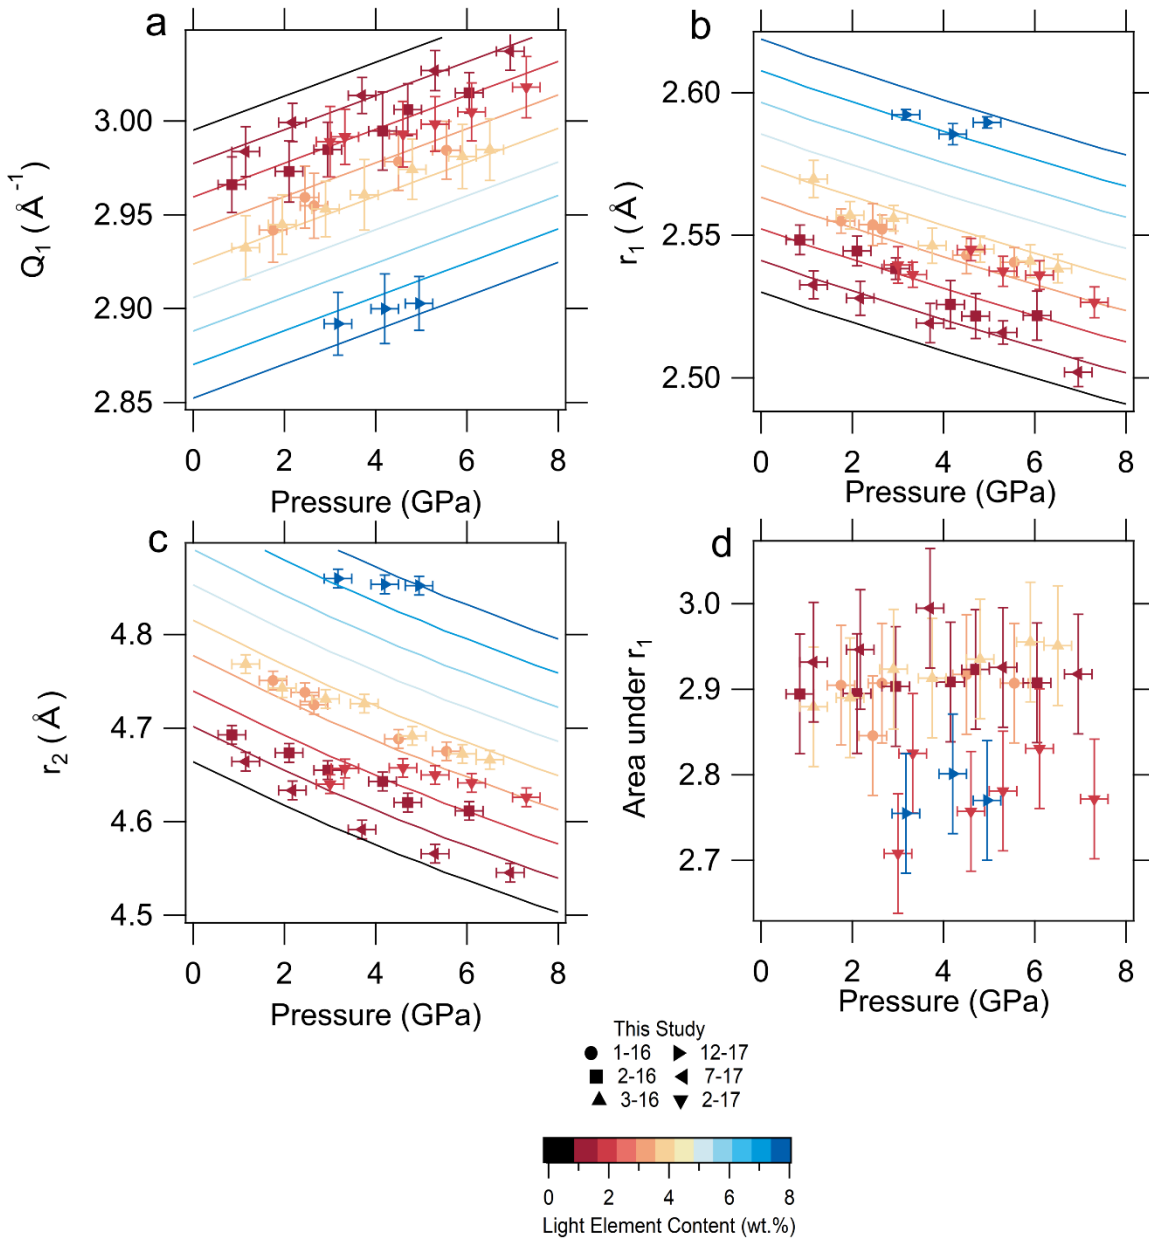 a
b
Q1 (Å-1)
3.00
2.95
2.90
2.85
0 2 4 6 8
Pressure (GPa)
r1 (Å)
2.60
2.55
2.50
0 2 4 6 8
Pressure (GPa)
c
d
r2 (Å)
4.8
4.7
4.6
4.5
0 2 4 6 8
Pressure (GPa)
Area under r1
3.0
2.9
2.8
2.7
0 2 4 6 8
Pressure (GPa)
This Study
1-16 12-17
2-16 7-17
3-16 2-17
0 2 4 6 8
Light Element Content (wt.%)